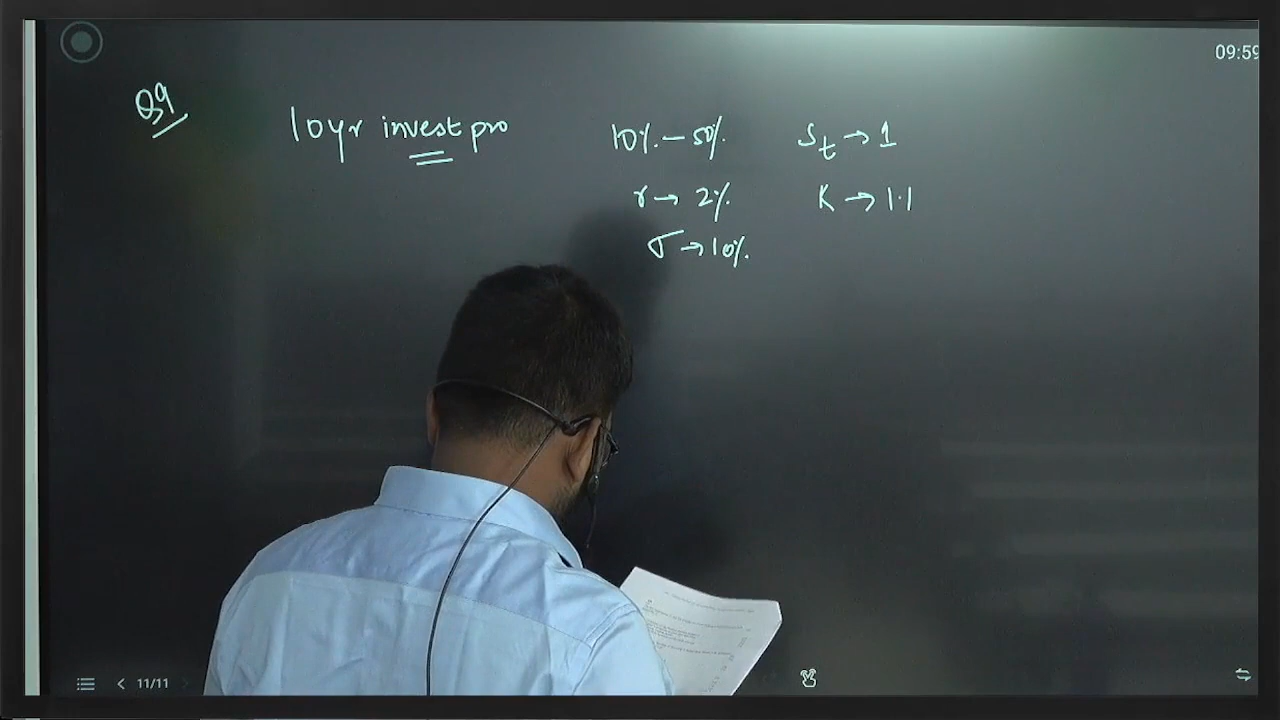 09:59
Q9
10yr invest pro 10% - 50% St → 1
r → 2% K → 1.1
σ → 10%.
11/11